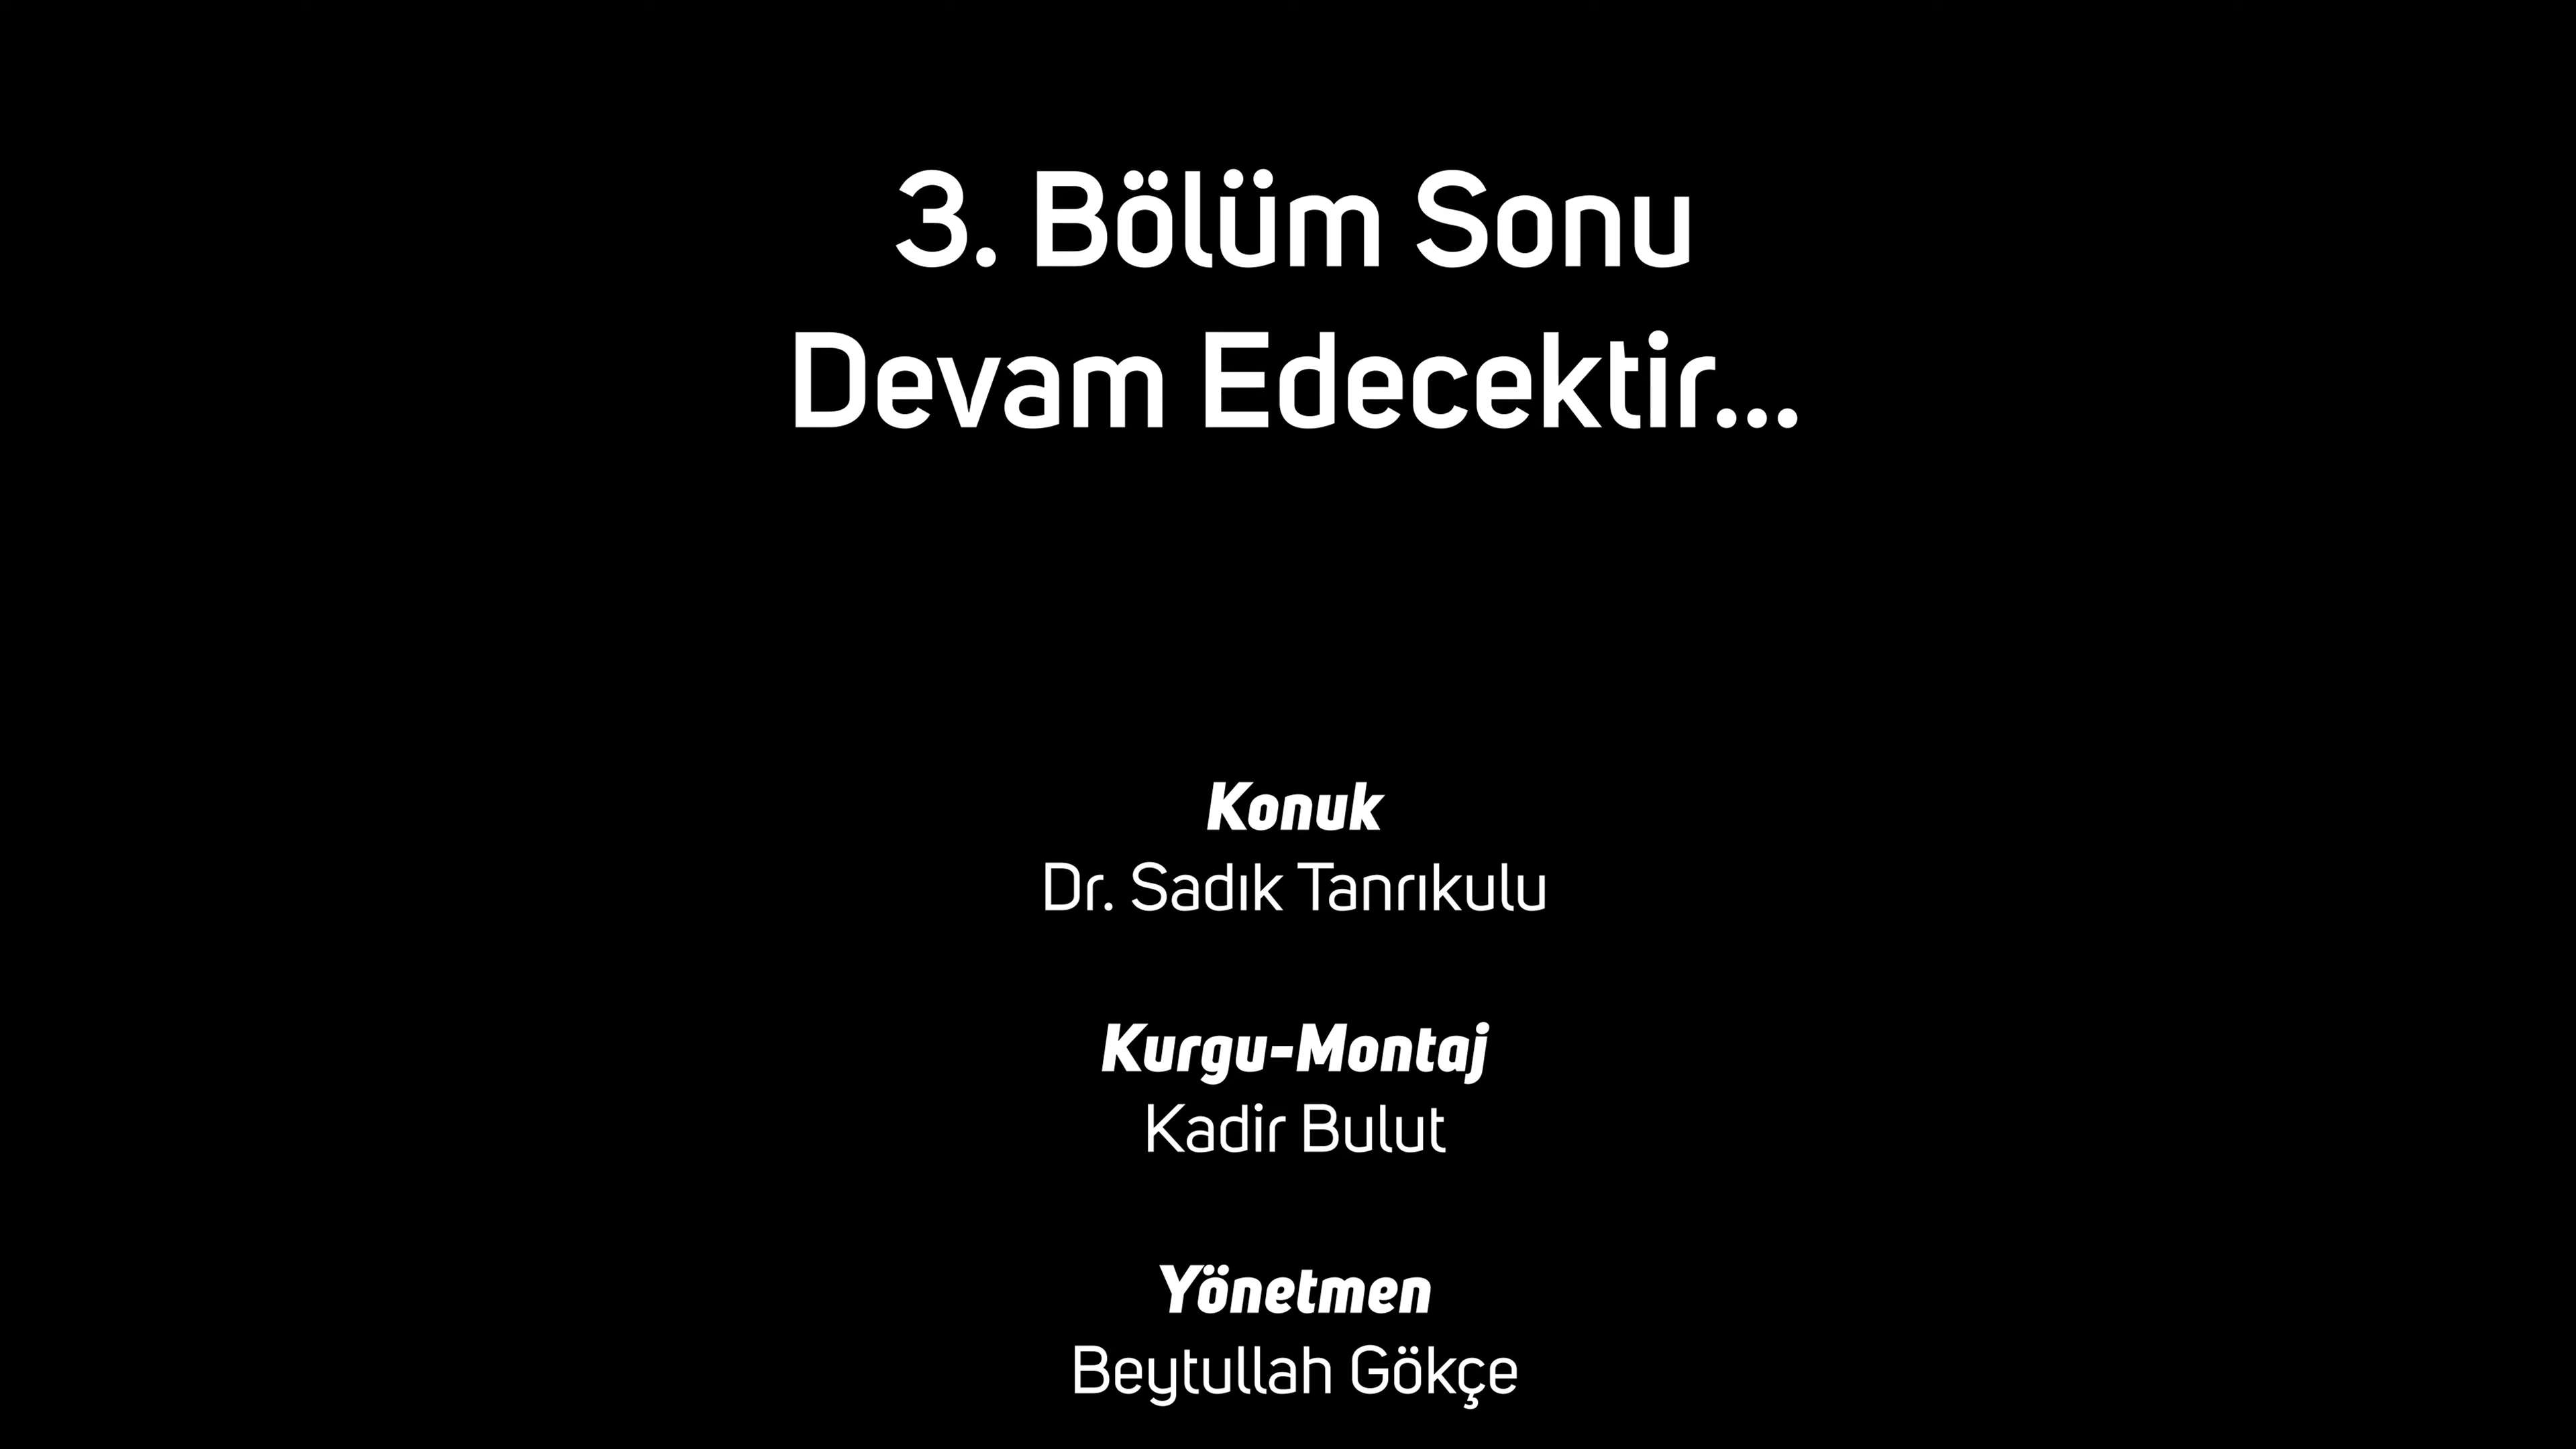 3. Bölüm Sonu
Devam Edecektir...
Konuk
Dr. Sadık Tanrıkulu
Kurgu-Montaj
Kadir Bulut
Yönetmen
Beytullah Gökçe